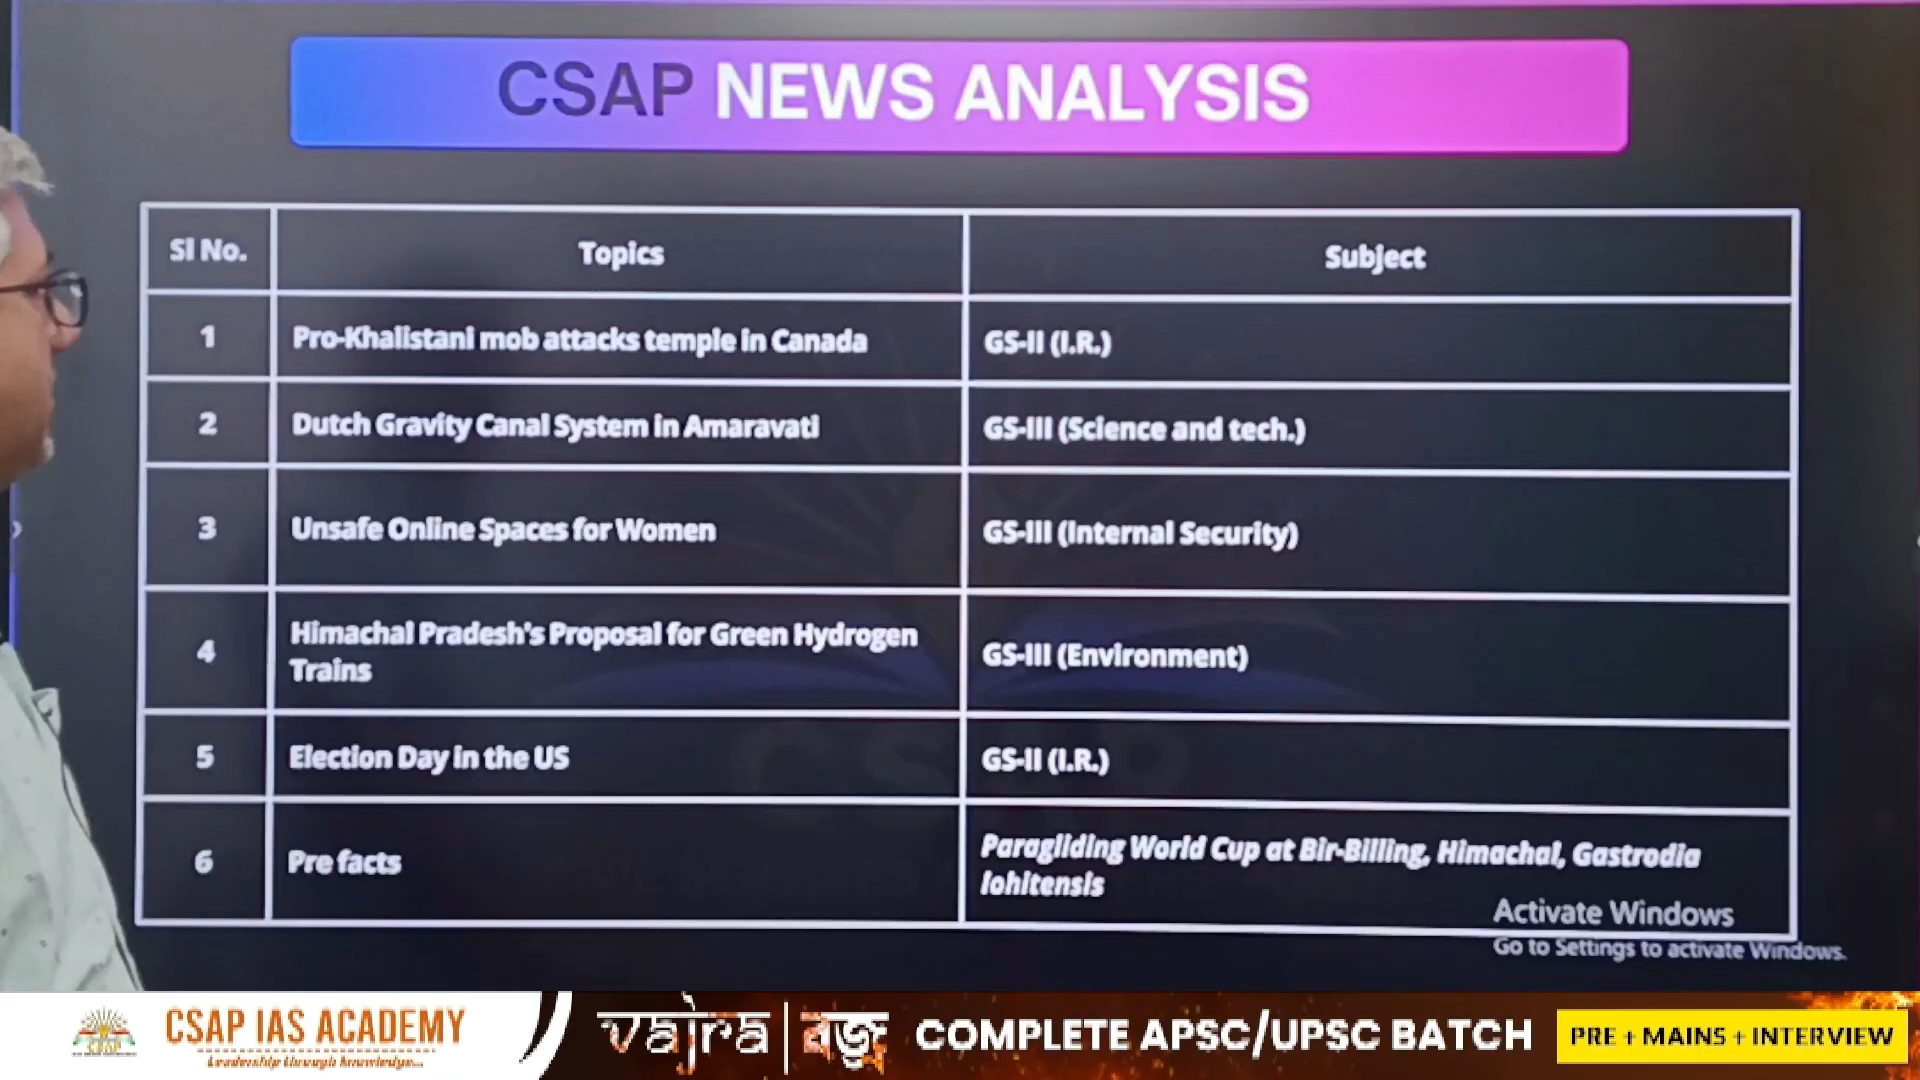 CSAP NEWS ANALYSIS
Sl No.
Topics
Subject
1
Pro-Khalistani mob attacks temple in Canada
GS-II (I.R.)
2
Dutch Gravity Canal System in Amaravati
GS-III (Science and tech.)
3
Unsafe Online Spaces for Women
GS-III (Internal Security)
4
Himachal Pradesh's Proposal for Green Hydrogen
Trains
GS-III (Environment)
5
Election Day in the US
GS-II (I.R.)
6
Pre facts
Paragliding World Cup at Bir-Billing, Himachal, Gastrodia
lohitensis
Activate Windows
Go to Settings to activate Windows.
CSAP IAS ACADEMY
Leadership through knowledge...
vajra | বজ্র COMPLETE APSC/UPSC BATCH
PRE + MAINS + INTERVIEW